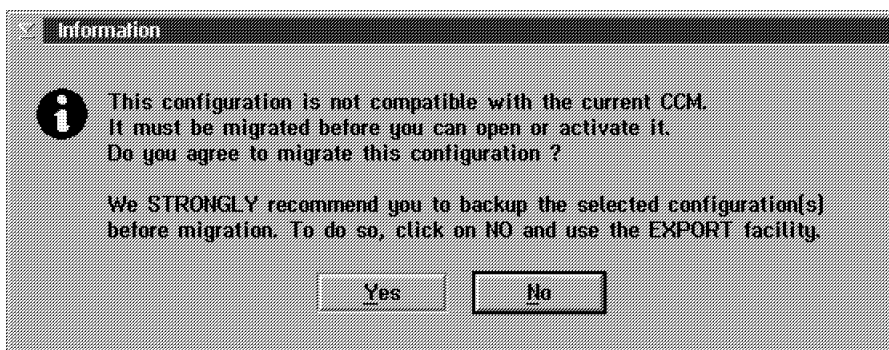 Information
This configuration is not compatible with the current CCM.
It must be migrated before you can open or activate it.
Do you agree to migrate this configuration ?
We STRONGLY recommend you to backup the selected configuration(s)
before migration. To do so, click on NO and use the EXPORT facility.
Yes No